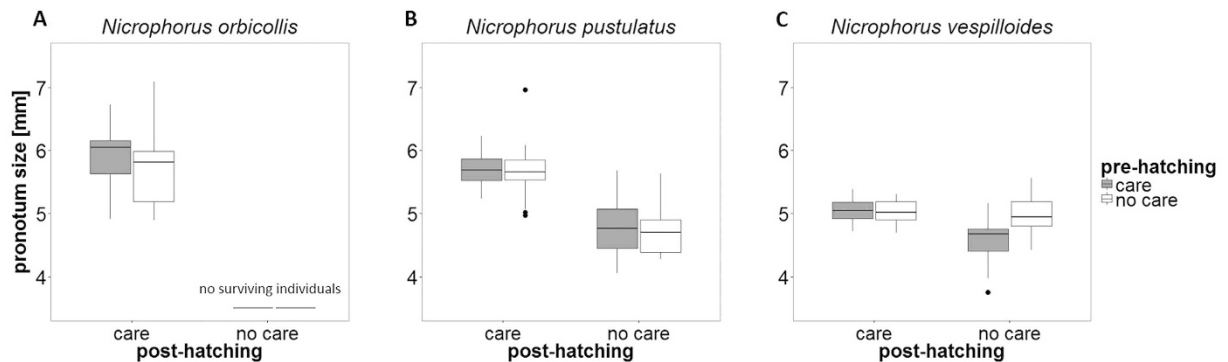 A
Nicrophorus orbicollis
B
Nicrophorus pustulatus
C
Nicrophorus vespilloides
pronotum size [mm]
7
6
5
4
no surviving individuals
care
no care
post-hatching
7
6
5
4
care
no care
post-hatching
7
6
5
4
care
no care
post-hatching
pre-hatching
care
no care